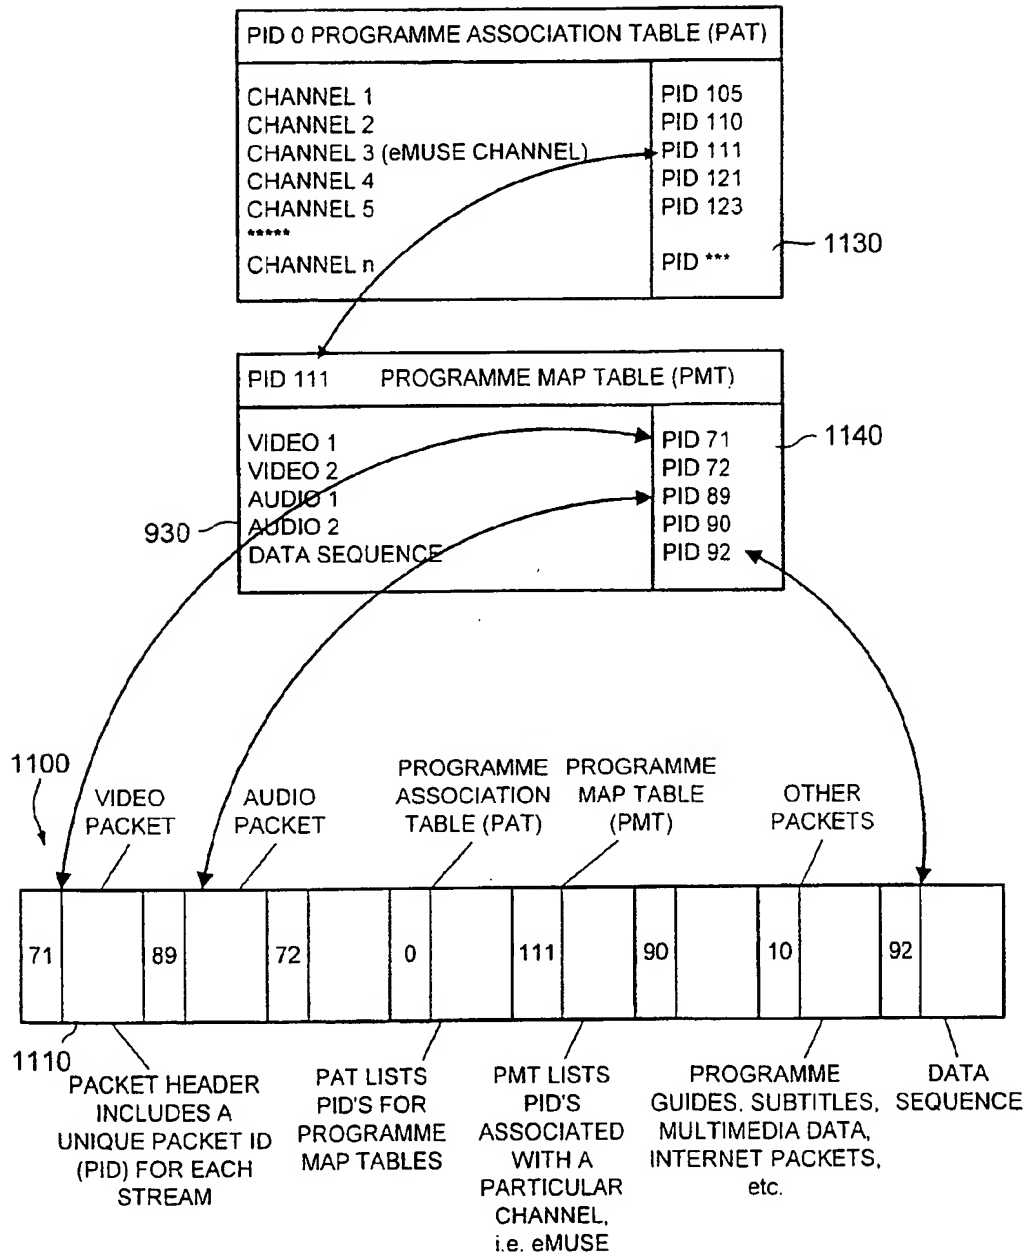 PID 0 PROGRAMME ASSOCIATION TABLE (PAT)
CHANNEL 1 PID 105
CHANNEL 2 PID 110
CHANNEL 3 (eMUSE CHANNEL) PID 111
CHANNEL 4 PID 121
CHANNEL 5 PID 123
*****
CHANNEL n PID ***
1130
PID 111 PROGRAMME MAP TABLE (PMT)
VIDEO 1 PID 71
VIDEO 2 PID 72
AUDIO 1 PID 89
AUDIO 2 PID 90
DATA SEQUENCE PID 92
1140
930
1100
VIDEO
PACKET
AUDIO
PACKET
PROGRAMME
ASSOCIATION
TABLE (PAT)
PROGRAMME
MAP TABLE
(PMT)
OTHER
PACKETS
71 89 72 0 111 90 10 92
1110
PACKET HEADER
INCLUDES A
UNIQUE PACKET ID
(PID) FOR EACH
STREAM
PAT LISTS
PID'S FOR
PROGRAMME
MAP TABLES
PMT LISTS
PID'S
ASSOCIATED
WITH A
PARTICULAR
CHANNEL,
i.e. eMUSE
PROGRAMME
GUIDES. SUBTITLES,
MULTIMEDIA DATA,
INTERNET PACKETS,
etc.
DATA
SEQUENCE